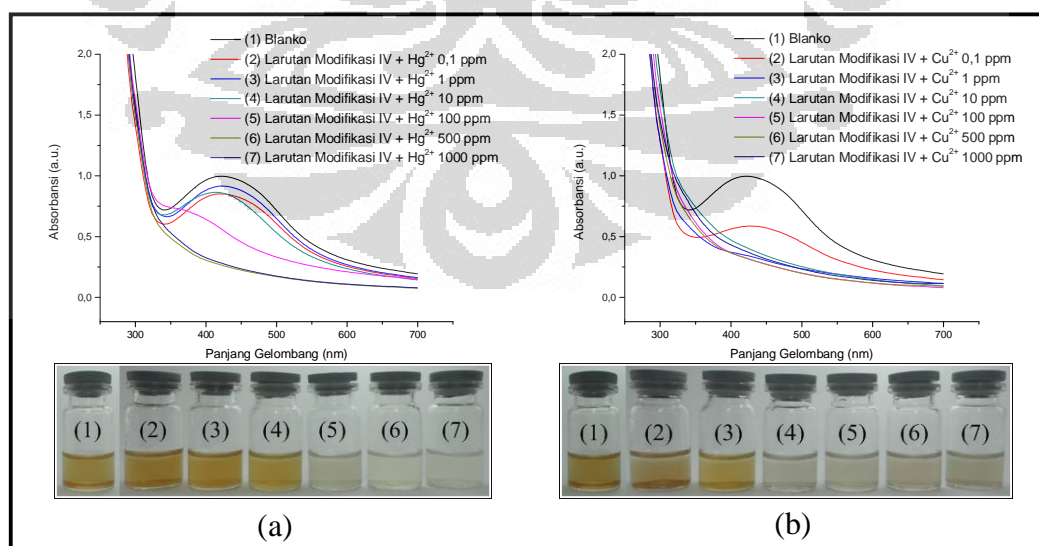 (1) Blanko
(2) Larutan Modifikasi IV + Hg²⁺ 0,1 ppm
(3) Larutan Modifikasi IV + Hg²⁺ 1 ppm
(4) Larutan Modifikasi IV + Hg²⁺ 10 ppm
(5) Larutan Modifikasi IV + Hg²⁺ 100 ppm
(6) Larutan Modifikasi IV + Hg²⁺ 500 ppm
(7) Larutan Modifikasi IV + Hg²⁺ 1000 ppm
2,0
1,5
1,0
0,5
0,0
Absorbansi (a.u.)
300 400 500 600 700
Panjang Gelombang (nm)
(1) (2) (3) (4) (5) (6) (7)
(a)
(1) Blanko
(2) Larutan Modifikasi IV + Cu²⁺ 0,1 ppm
(3) Larutan Modifikasi IV + Cu²⁺ 1 ppm
(4) Larutan Modifikasi IV + Cu²⁺ 10 ppm
(5) Larutan Modifikasi IV + Cu²⁺ 100 ppm
(6) Larutan Modifikasi IV + Cu²⁺ 500 ppm
(7) Larutan Modifikasi IV + Cu²⁺ 1000 ppm
2,0
1,5
1,0
0,5
0,0
Absorbansi (a.u.)
300 400 500 600 700
Panjang Gelombang (nm)
(1) (2) (3) (4) (5) (6) (7)
(b)